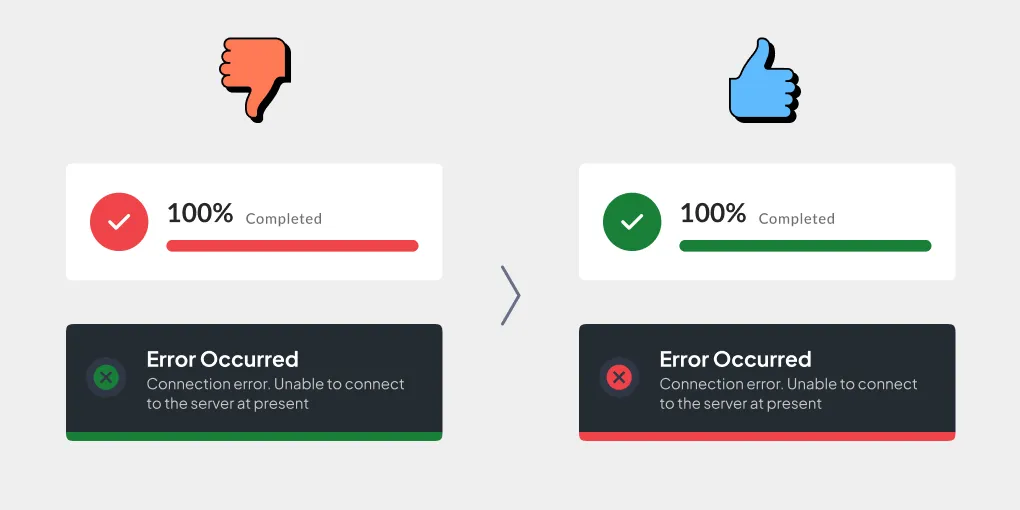 100% Completed
Error Occurred
Connection error. Unable to connect
to the server at present
100% Completed
Error Occurred
Connection error. Unable to connect
to the server at present